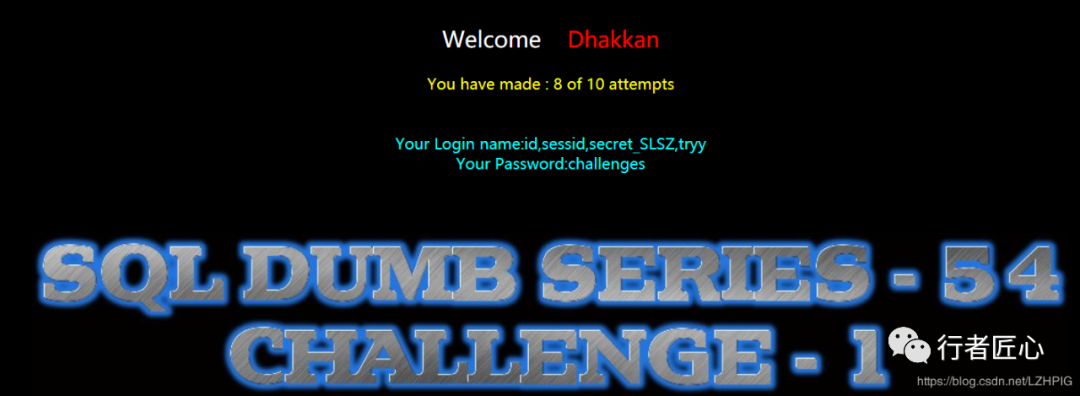 Welcome Dhakkan
You have made : 8 of 10 attempts
Your Login name:id,sessid,secret_SLSZ,tryy
Your Password:challenges
SQL DUMB SERIES - 54
CHALLENGE - 1
行者匠心
https://blog.csdn.net/LZHPIG